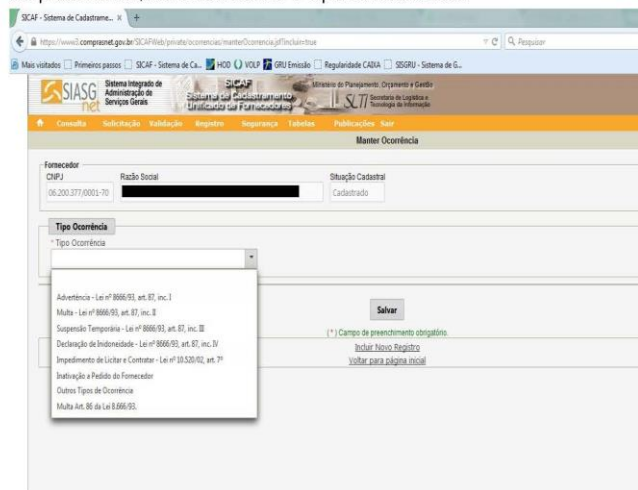 SICAF - Sistema de Cadastrame... × +
https://www3.comprasnet.gov.br/SICAFWeb/private/ocorrencias/manterOcorrencia.jsf?incluir=true Pesquisar
Mais visitados Primeiros passos SICAF - Sistema de Ca... HOD VOLP GRU Emissão Regularidade CAIXA SISGRU - Sistema de G...
SIASG net Sistema Integrado de Administração de Serviços Gerais
SICAF
Sistema de Cadastramento
Unificado de Fornecedores
Ministério do Planejamento, Orçamento e Gestão
SLTI Secretaria de Logística e Tecnologia da Informação
Consulta Solicitação Validação Registro Segurança Tabelas Publicações Sair
Manter Ocorrência
Fornecedor
CNPJ Razão Social Situação Cadastral
06.200.377/0001-70 Cadastrado
Tipo Ocorrência
* Tipo Ocorrência
Advertência - Lei nº 8666/93, art. 87, inc. I
Multa - Lei nº 8666/93, art. 87, inc. II
Suspensão Temporária - Lei nº 8666/93, art. 87, inc. III
Declaração de Inidoneidade - Lei nº 8666/93, art. 87, inc. IV
Impedimento de Licitar e Contratar - Lei nº 10.520/02, art. 7º
Inativação a Pedido do Fornecedor
Outros Tipos de Ocorrência
Multa Art. 86 da Lei 8.666/93.
Salvar
(*) Campo de preenchimento obrigatório.
Incluir Novo Registro
Voltar para página inicial